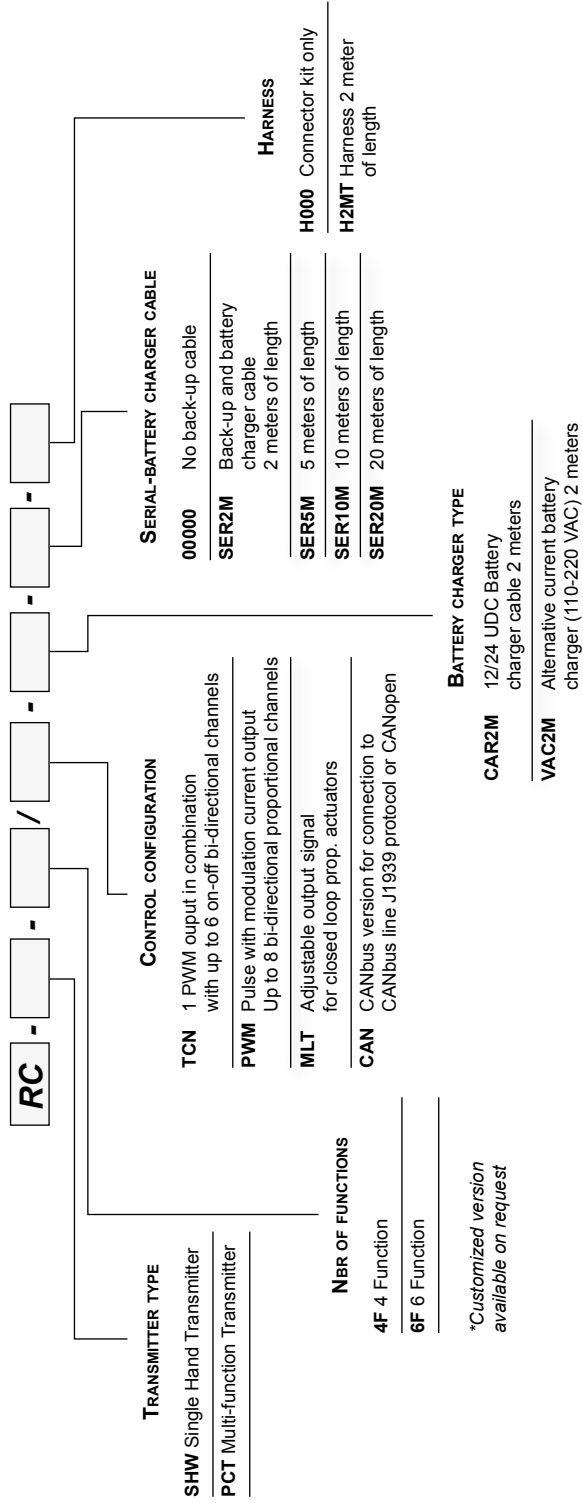 RC - - / - - -
TRANSMITTER TYPE
SHW Single Hand Transmitter
PCT Multi-function Transmitter
NBR OF FUNCTIONS
4F 4 Function
6F 6 Function
*Customized version
available on request
CONTROL CONFIGURATION
TCN 1 PWM ouput in combination
with up to 6 on-off bi-directional channels
PWM Pulse with modulation current output
Up to 8 bi-directional proportional channels
MLT Adjustable output signal
for closed loop prop. actuators
CAN CANbus version for connection to
CANbus line J1939 protocol or CANopen
BATTERY CHARGER TYPE
CAR2M 12/24 UDC Battery
charger cable 2 meters
VAC2M Alternative current battery
charger (110-220 VAC) 2 meters
SERIAL-BATTERY CHARGER CABLE
00000 No back-up cable
SER2M Back-up and battery
charger cable
2 meters of length
SER5M 5 meters of length
SER10M 10 meters of length
SER20M 20 meters of length
HARNESS
H000 Connector kit only
H2MT Harness 2 meter
of length